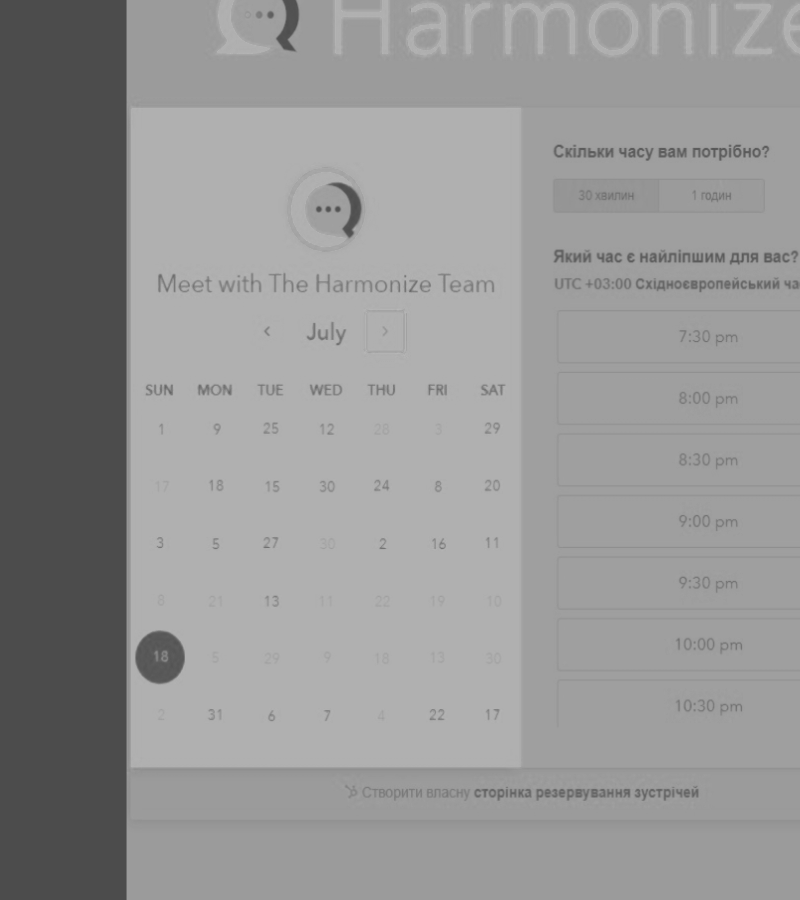 Harmonize
Meet with The Harmonize Team
July
SUN MON TUE WED THU FRI SAT
1 9 25 12 28 3 29
17 18 15 30 24 8 20
3 5 27 30 2 16 11
8 21 13 11 22 19 10
18 5 29 9 18 13 30
2 31 6 7 4 22 17
Скільки часу вам потрібно?
30 хвилин 1 годин
Який час є найліпшим для вас?
UTC +03:00 Східноєвропейський ча
7:30 pm
8:00 pm
8:30 pm
9:00 pm
9:30 pm
10:00 pm
10:30 pm
Створити власну сторінка резервування зустрічей